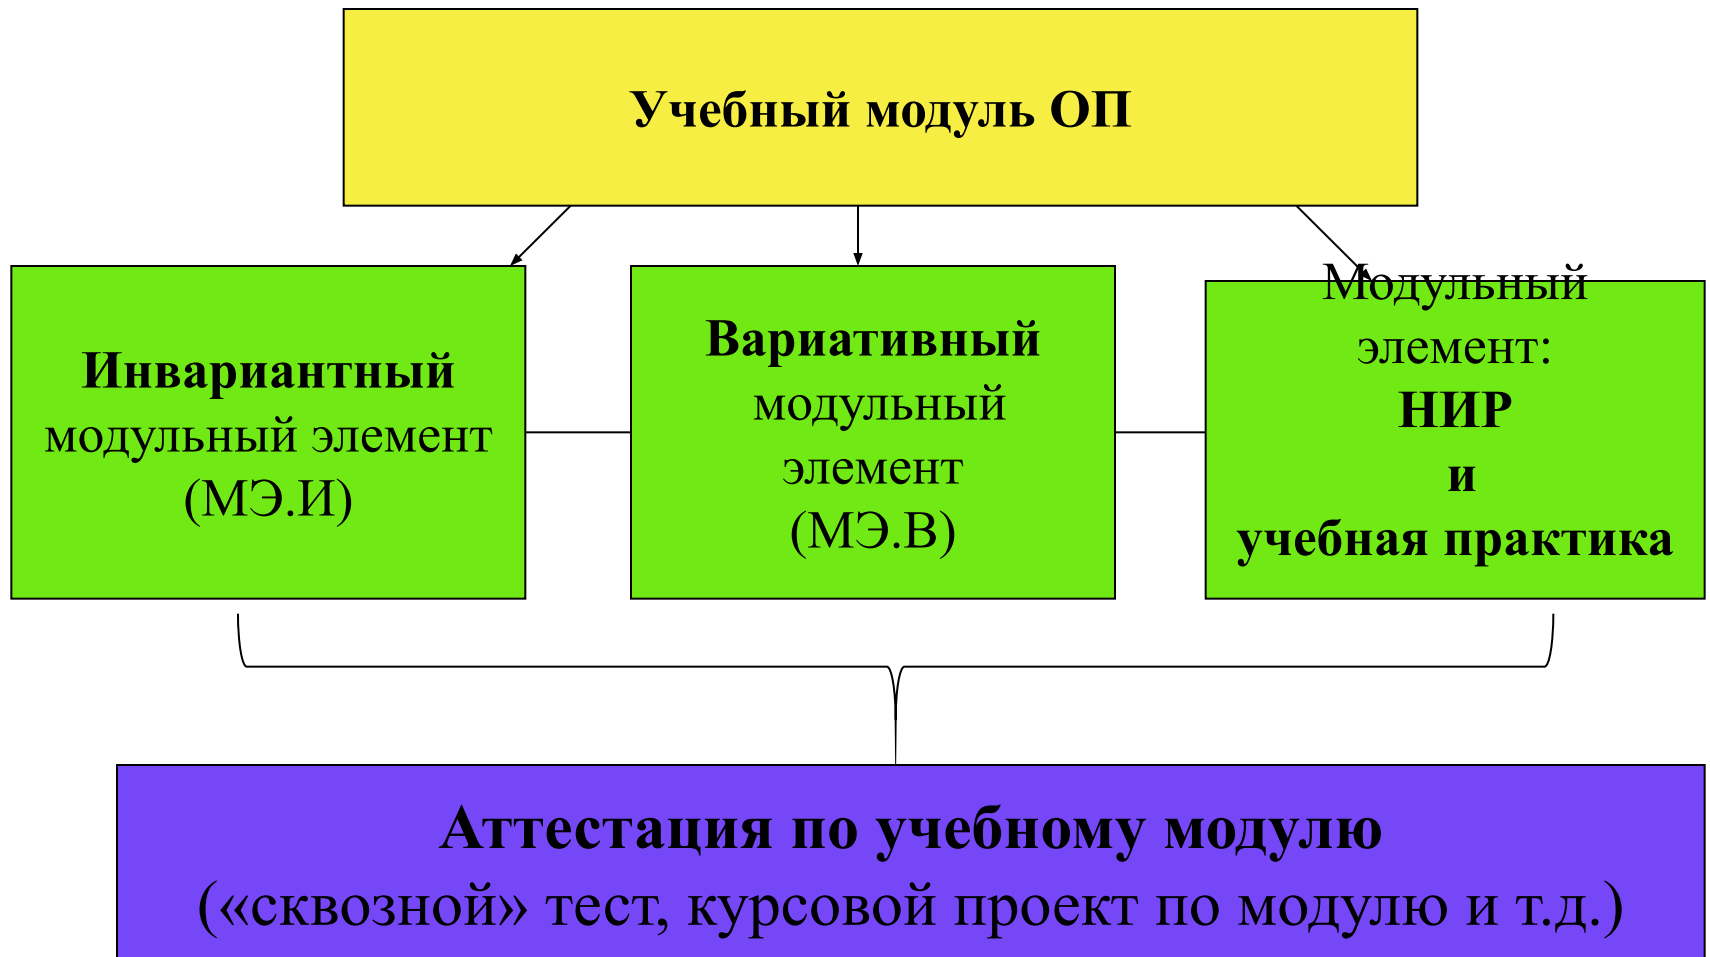 Учебный модуль ОП
Инвариантный
модульный элемент
(МЭ.И)
Вариативный
модульный
элемент
(МЭ.В)
Модульный
элемент:
НИР
и
учебная практика
Аттестация по учебному модулю
(«сквозной» тест, курсовой проект по модулю и т.д.)